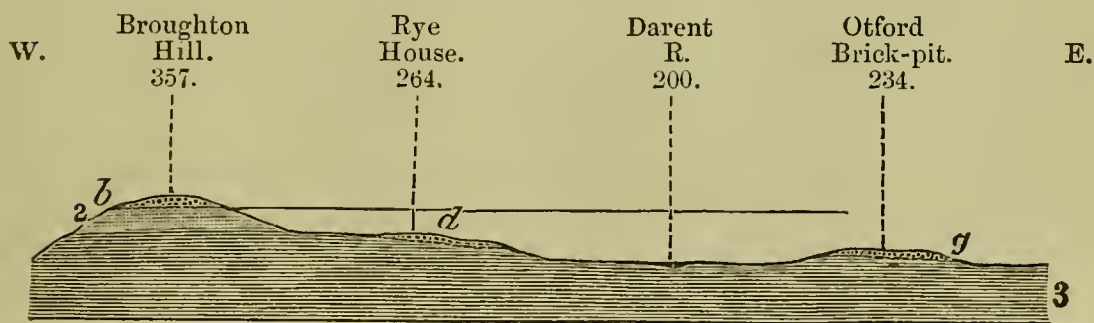 W.
Broughton
Hill.
357.
Rye
House.
264.
Darent
R.
200.
Otford
Brick-pit.
234.
E.
b
2
d
g
3